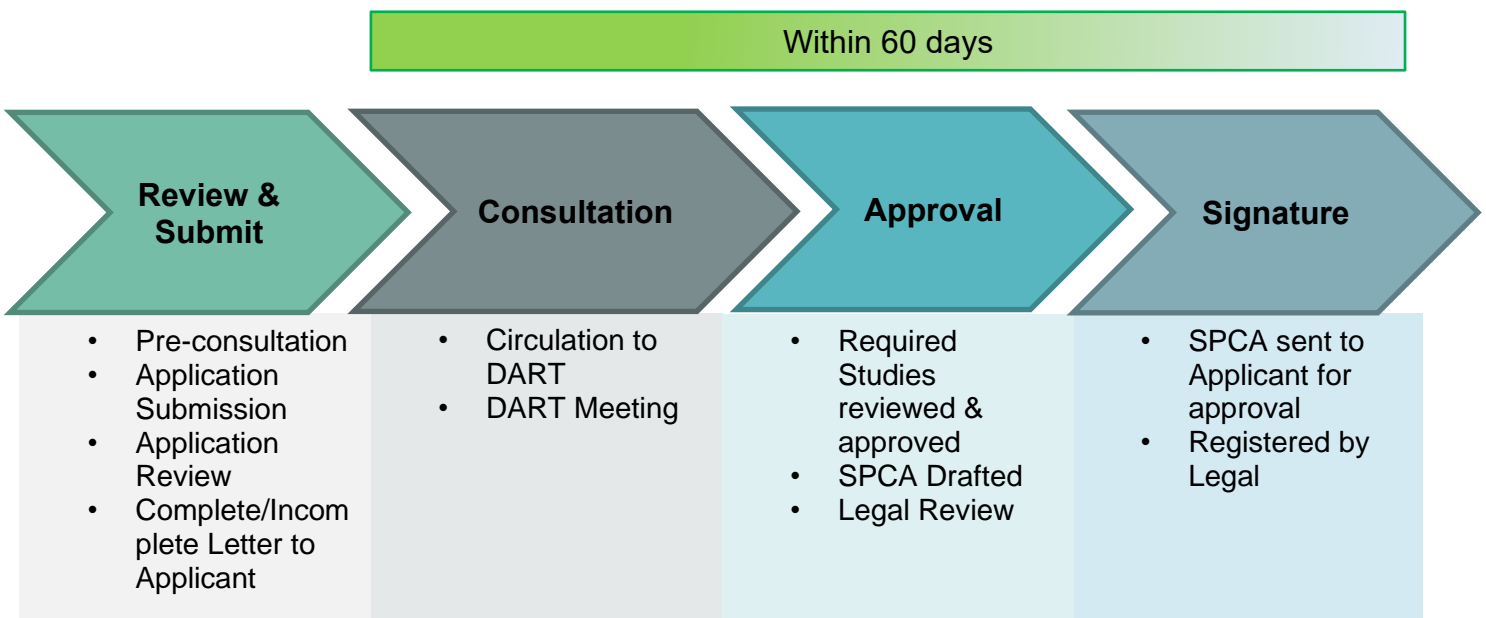 Within 60 days
Review &
Submit
Consultation
Approval
Signature
• Pre-consultation
• Application
Submission
• Application
Review
• Complete/Incom
plete Letter to
Applicant
• Circulation to
DART
• DART Meeting
• Required
Studies
reviewed &
approved
• SPCA Drafted
• Legal Review
• SPCA sent to
Applicant for
approval
• Registered by
Legal